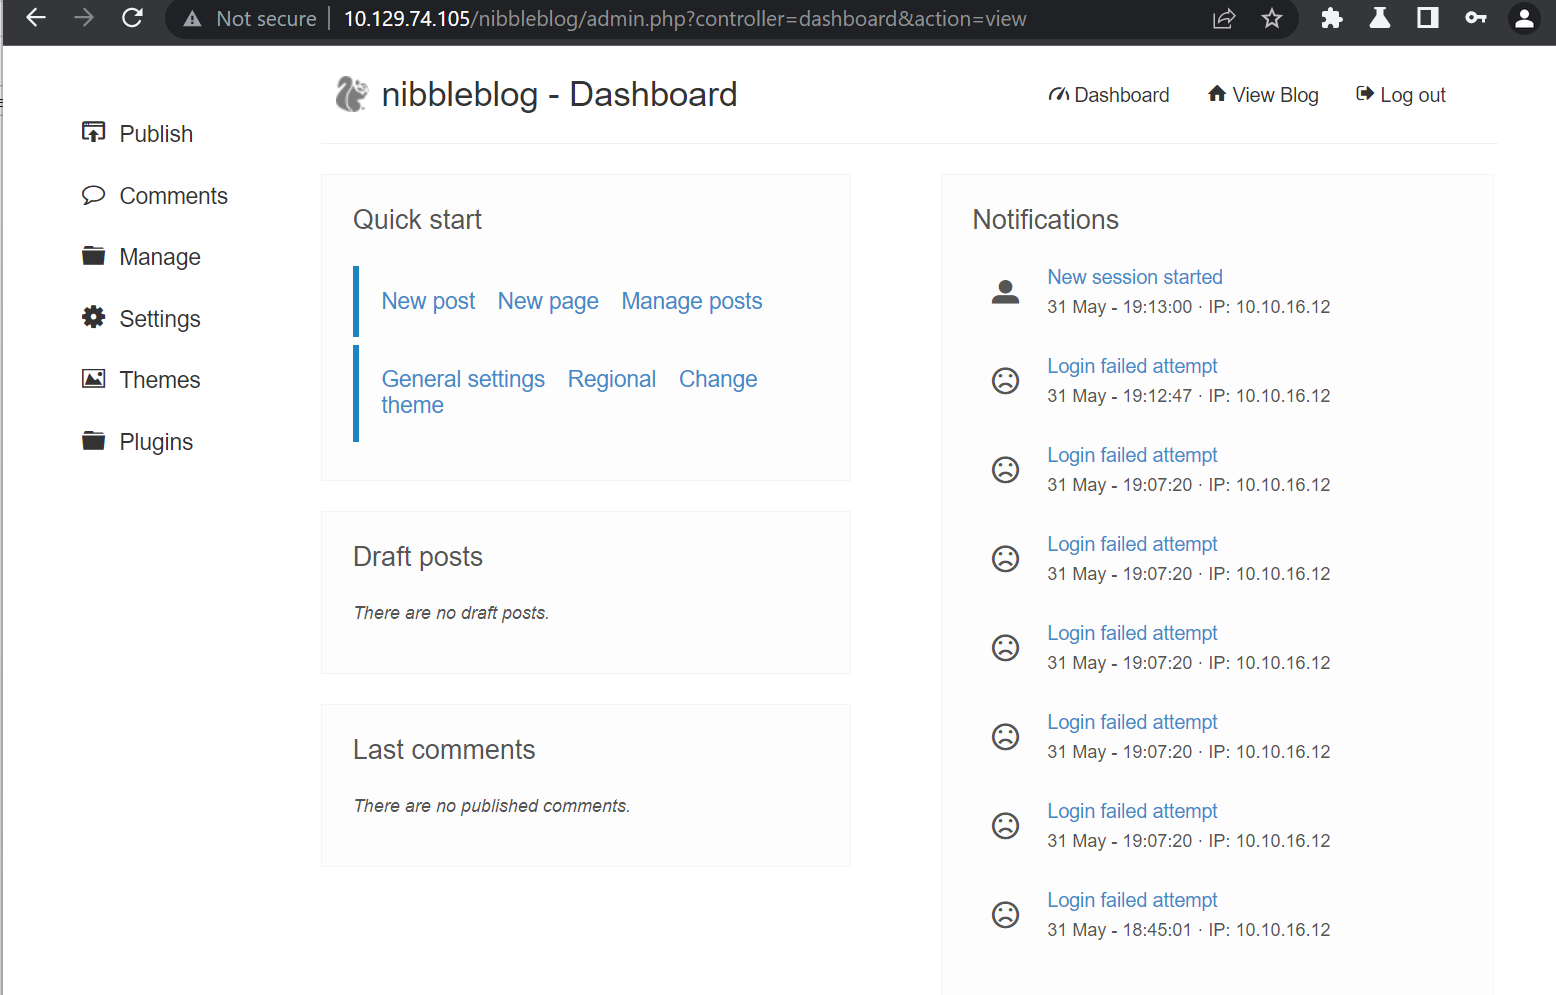 Not secure 10.129.74.105/nibbleblog/admin.php?controller=dashboard&action=view
nibbleblog - Dashboard
Dashboard
View Blog
Log out
Publish
Comments
Manage
Settings
Themes
Plugins
Quick start
New post New page Manage posts
General settings Regional Change
theme
Draft posts
There are no draft posts.
Last comments
There are no published comments.
Notifications
New session started
31 May - 19:13:00 · IP: 10.10.16.12
Login failed attempt
31 May - 19:12:47 · IP: 10.10.16.12
Login failed attempt
31 May - 19:07:20 · IP: 10.10.16.12
Login failed attempt
31 May - 19:07:20 · IP: 10.10.16.12
Login failed attempt
31 May - 19:07:20 · IP: 10.10.16.12
Login failed attempt
31 May - 19:07:20 · IP: 10.10.16.12
Login failed attempt
31 May - 19:07:20 · IP: 10.10.16.12
Login failed attempt
31 May - 18:45:01 · IP: 10.10.16.12